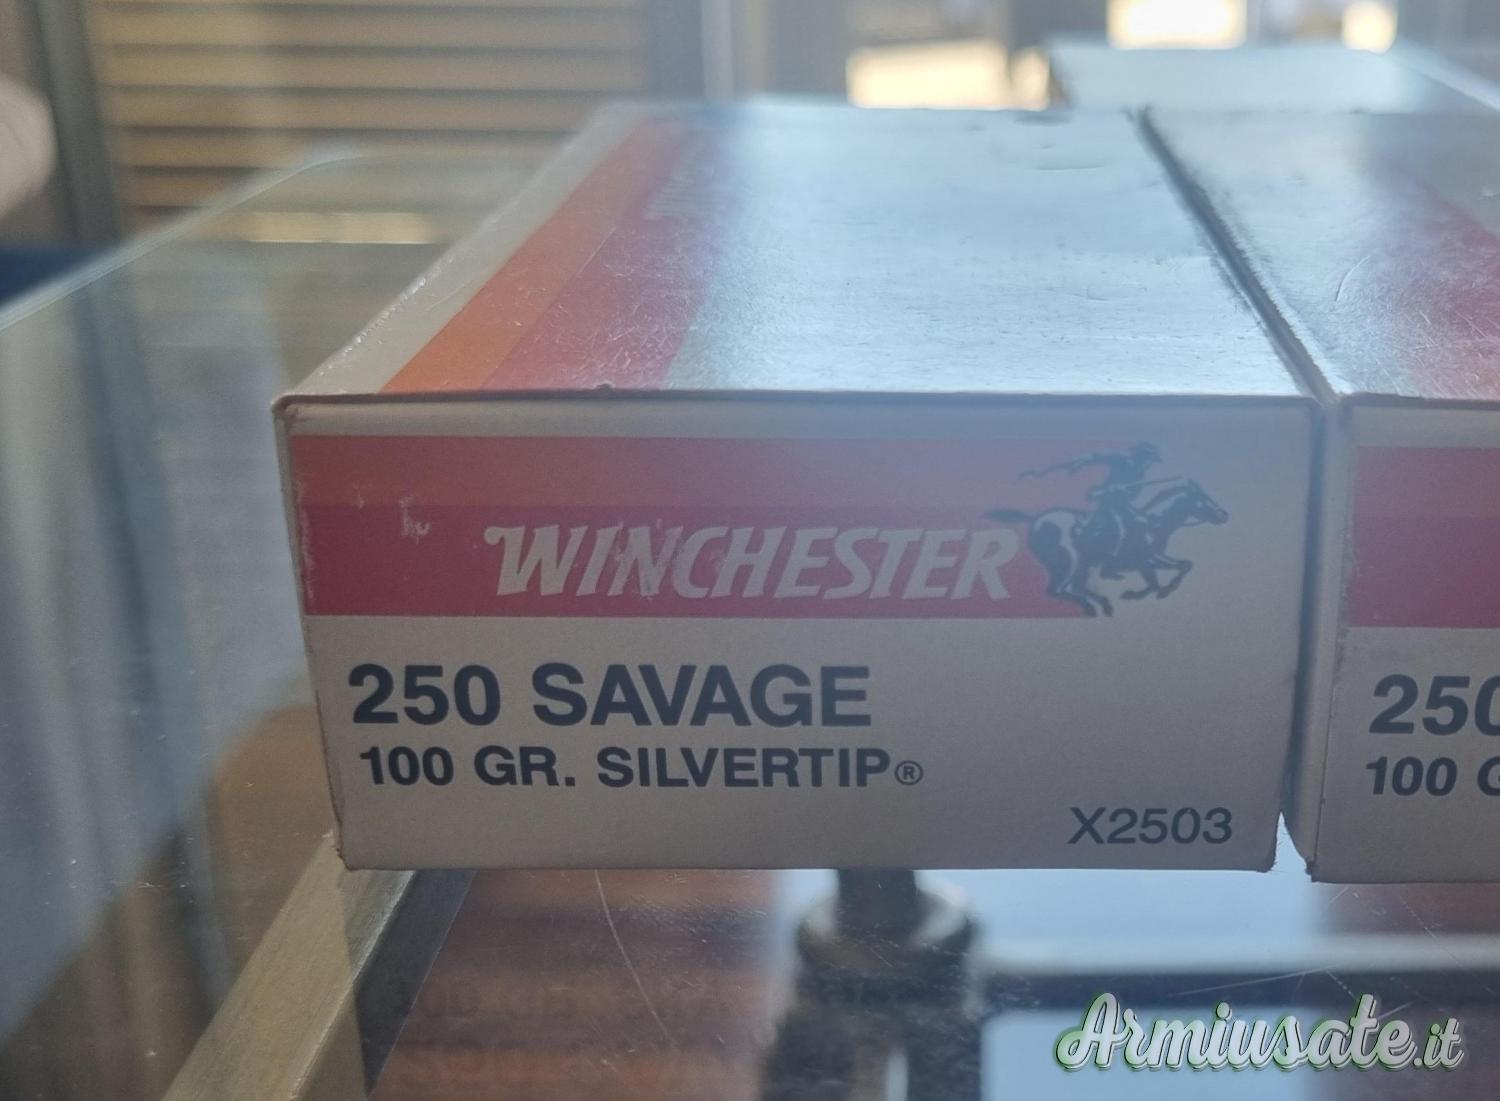 WINCHESTER
250 SAVAGE
100 GR. SILVERTIP®
X2503
250
100 G
Armiusate.it